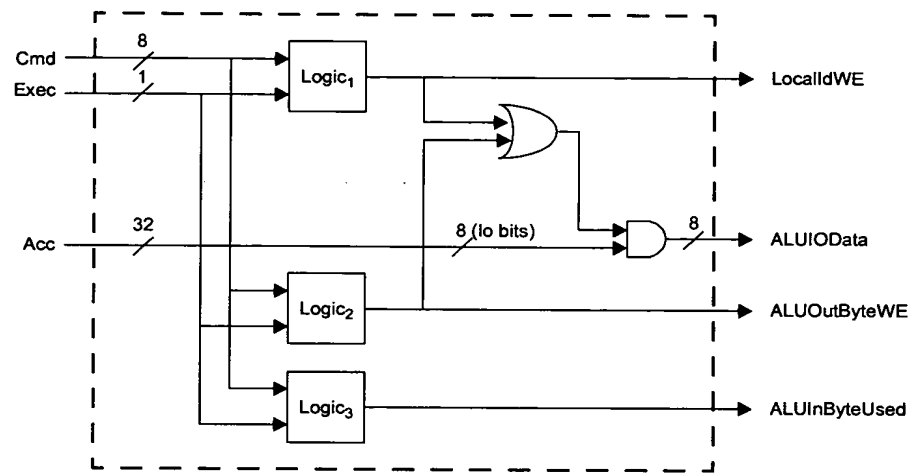 Cmd
8
Exec
1
Logic₁
LocalIdWE
Acc
32
8 (lo bits)
8
ALUIOData
Logic₂
ALUOutByteWE
Logic₃
ALUInByteUsed